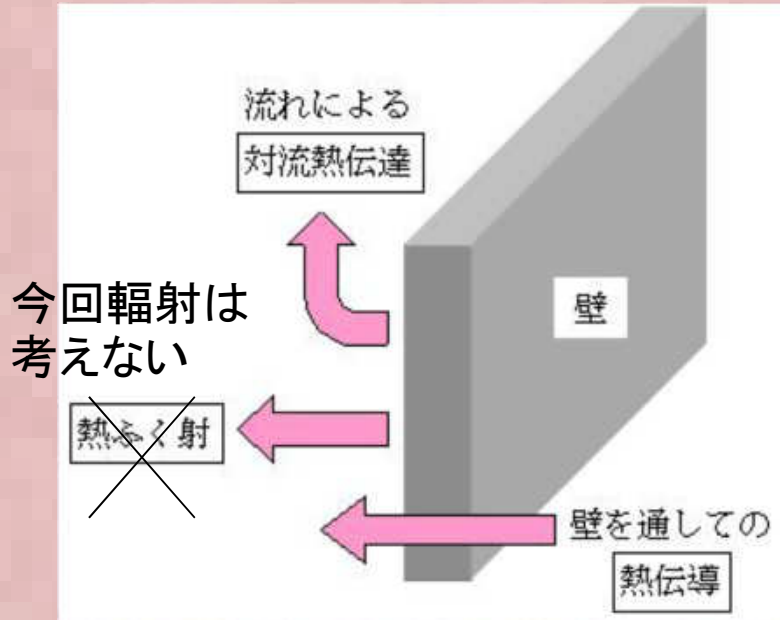 流れによる
対流熱伝達
今回輻射は
考えない
壁
熱ふく射
壁を通しての
熱伝導